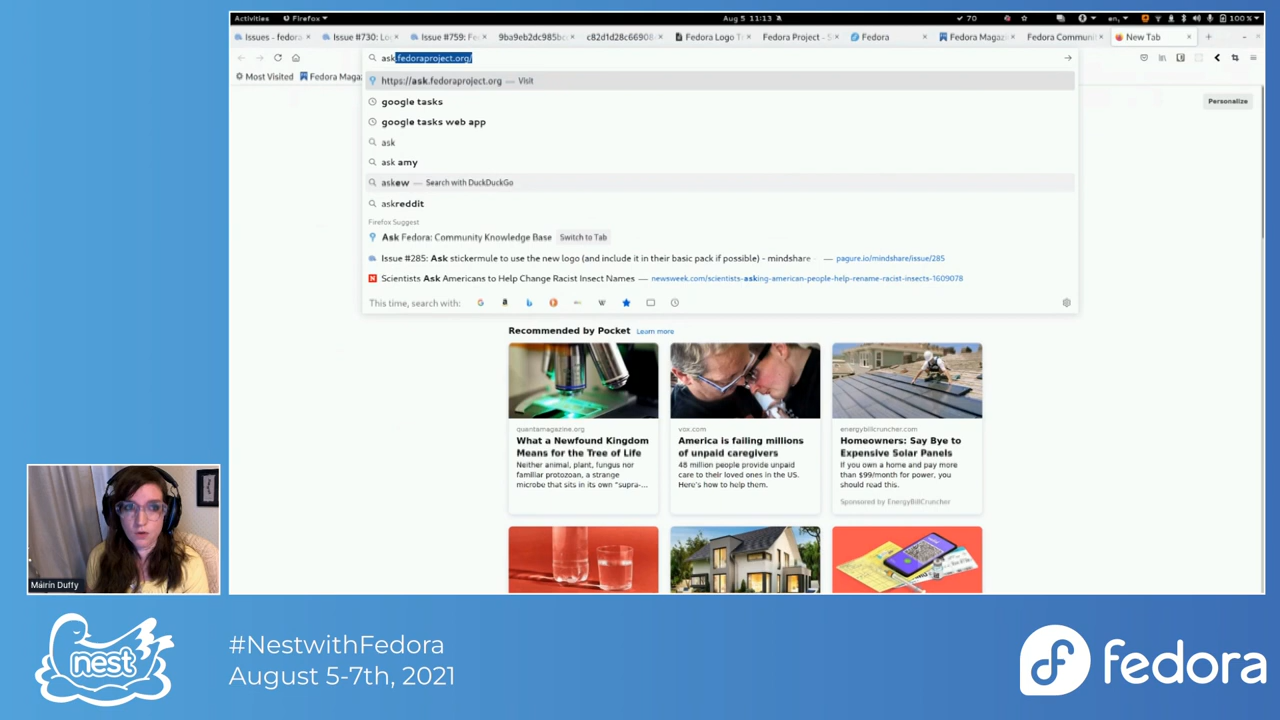 Activities
Firefox
Aug 5 11:13
70
en,
100 %
Issues - fedora
Issue #730: Lo
Issue #759: Fe
9ba9eb2dc985bc
c82d1d28c66908
Fedora Logo T
Fedora Project - S
Fedora
Fedora Magaz
Fedora Communi
New Tab
ask.fedoraproject.org/
Most Visited
Fedora Maga
https://ask.fedoraproject.org — Visit
google tasks
google tasks web app
ask
ask amy
askew — Search with DuckDuckGo
askreddit
Firefox Suggest
Ask Fedora: Community Knowledge Base Switch to Tab
Issue #285: Ask stickermule to use the new logo (and include it in their basic pack if possible) - mindshare — pagure.io/mindshare/issue/285
Scientists Ask Americans to Help Change Racist Insect Names — newsweek.com/scientists-asking-american-people-help-rename-racist-insects-1609078
This time, search with:
Personalize
Recommended by Pocket Learn more
quantamagazine.org
What a Newfound Kingdom
Means for the Tree of Life
Neither animal, plant, fungus nor
familiar protozoan, a strange
microbe that sits in its own “supra-...
vox.com
America is failing millions
of unpaid caregivers
48 million people provide unpaid
care to their loved ones in the US.
Here's how to help them.
energybillcruncher.com
Homeowners: Say Bye to
Expensive Solar Panels
If you own a home and pay more
than $99/month for power, you
should read this.
Sponsored by EnergyBillCruncher
Máirín Duffy
nest
#NestwithFedora
August 5-7th, 2021
fedora